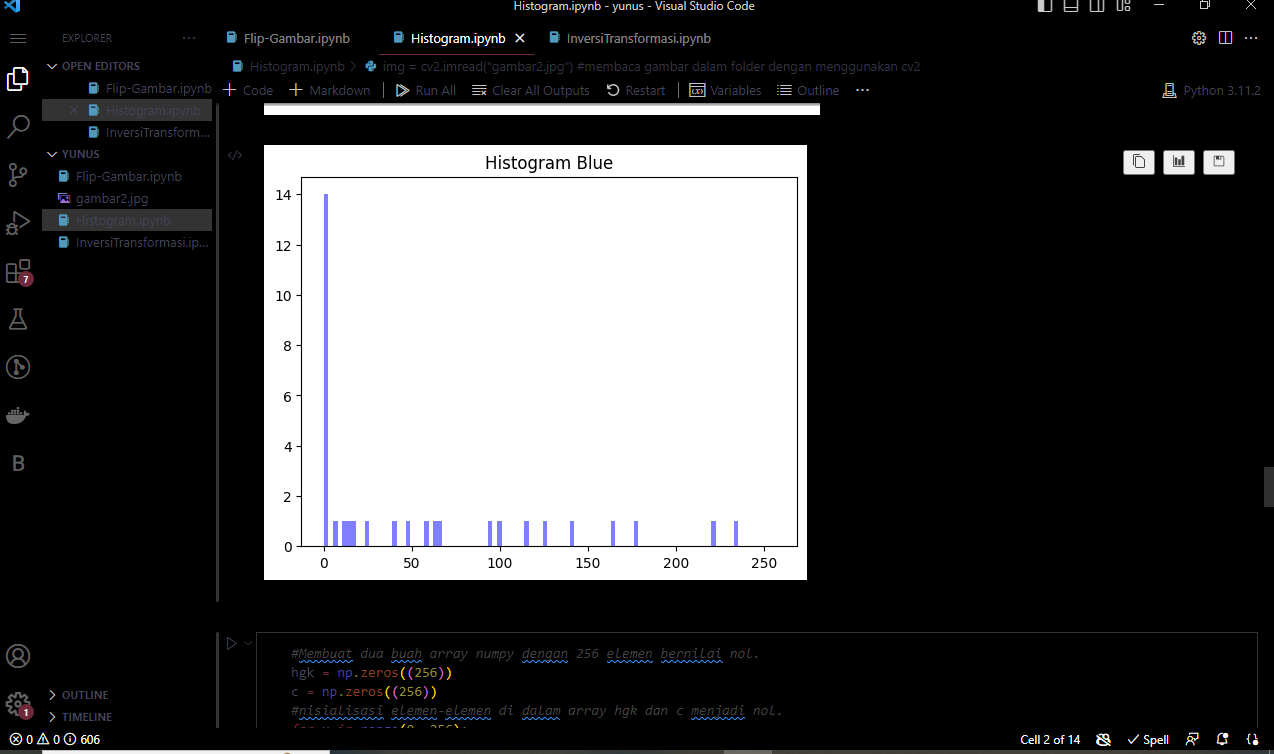 Histogram.ipynb - yunus - Visual Studio Code
EXPLORER
OPEN EDITORS
Flip-Gambar.ipynb
Histogram.ipynb
InversiTransform...
YUNUS
Flip-Gambar.ipynb
gambar2.jpg
Histogram.ipynb
InversiTransformasi.ip...
OUTLINE
TIMELINE
7
B
1
Flip-Gambar.ipynb Histogram.ipynb InversiTransformasi.ipynb
Histogram.ipynb > img = cv2.imread("gambar2.jpg") #membaca gambar dalam folder dengan menggunakan cv2
+ Code + Markdown Run All Clear All Outputs Restart Variables Outline ... Python 3.11.2
Histogram Blue
14
12
10
8
6
4
2
0
0 50 100 150 200 250
#Membuat dua buah array numpy dengan 256 elemen bernilai nol.
hgk = np.zeros((256))
c = np.zeros((256))
#nisialisasi elemen-elemen di dalam array hgk dan c menjadi nol.
0 0 606 Cell 2 of 14 Spell